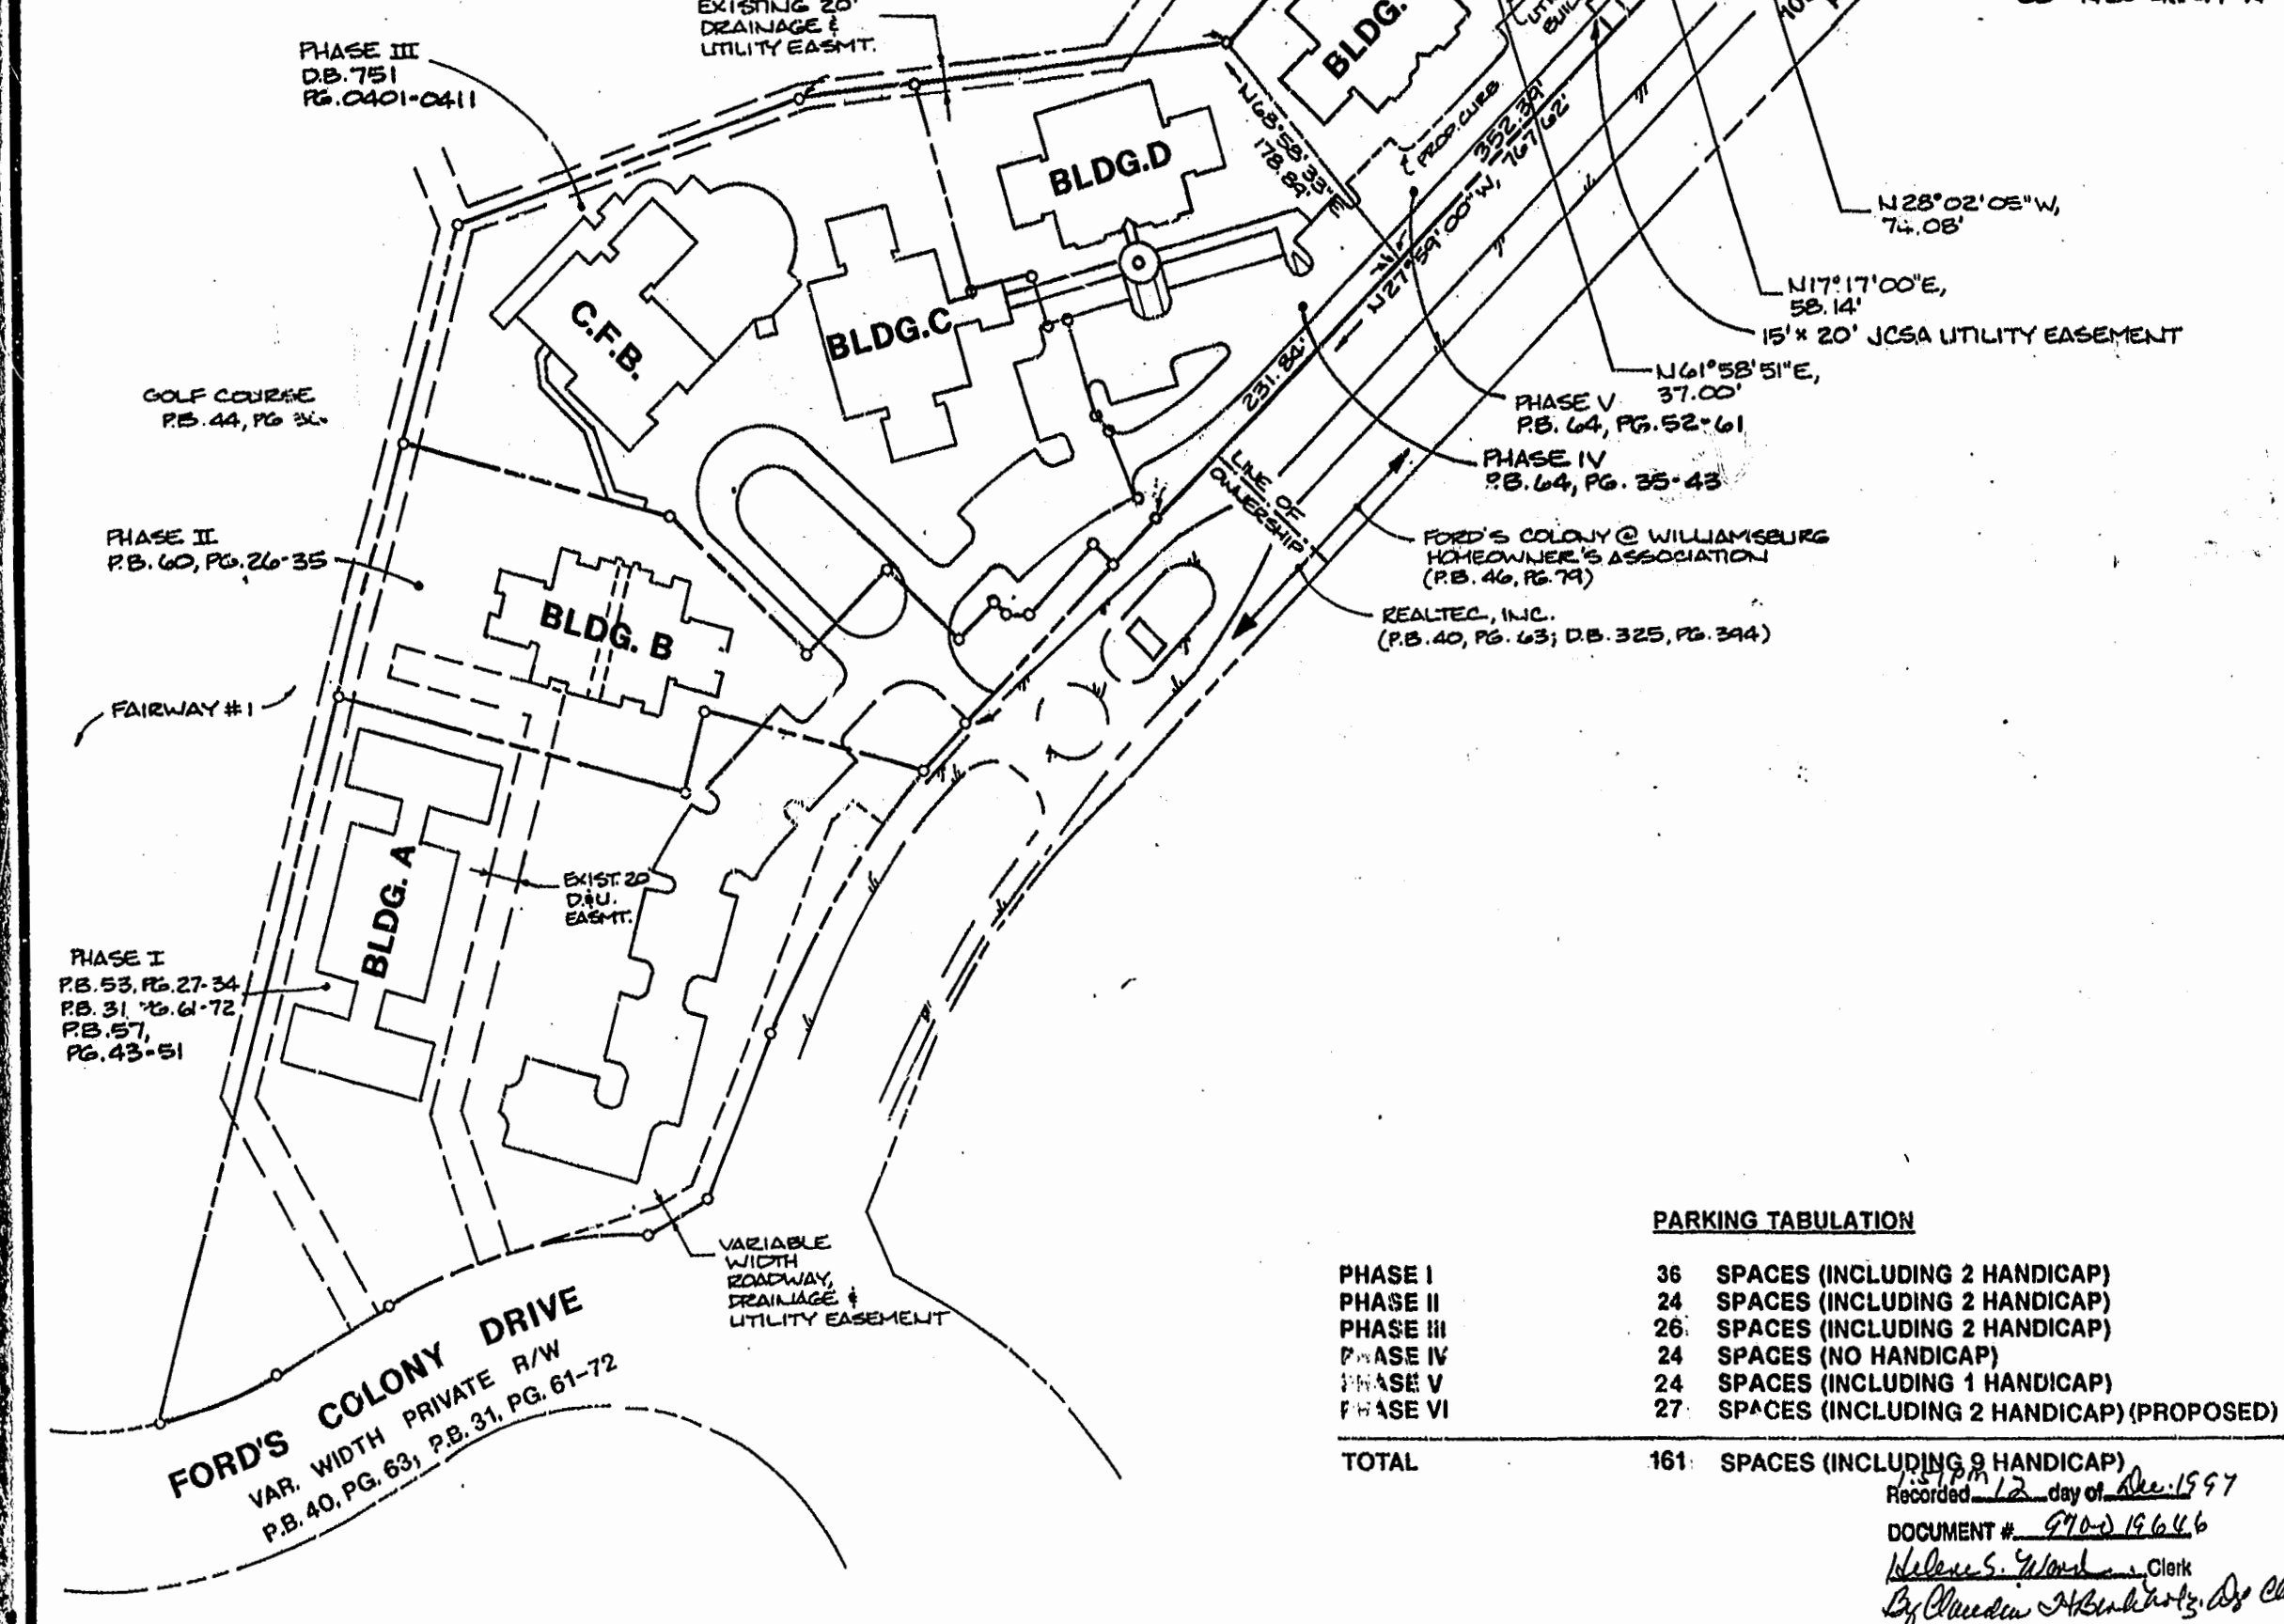 EXISTING 20'
DRAINAGE &
UTILITY EASMT.
PHASE III
D.B.751
PG.0401-0411
BLDG.
BLDG.D
N68°58'33"E
178.89'
PROP.CURB
352.39'
N27°59'00"W, 767.62'
N28°02'05"W,
74.08'
N17°17'00"E,
58.14'
15' x 20' JCSA UTILITY EASEMENT
N61°58'51"E,
37.00'
C.F.B.
BLDG.C
231.84'
PHASE V
P.B. 64, PG.52-61
PHASE IV
P.B.64, PG. 35-43
GOLF COURSE
P.B.44, PG
LINE OF
OWNERSHIP
FORD'S COLONY @ WILLIAMSBURG
HOMEOWNER'S ASSOCIATION
(P.B. 46, PG.79)
REALTEC, INC.
(P.B.40, PG. 63; D.B.325, PG.394)
PHASE II
P.B.60, PG.26-35
BLDG. B
FAIRWAY #1
BLDG. A
EXIST. 20'
D.&U.
EASMT.
PHASE I
P.B.53, PG.27-34
P.B.31, PG.61-72
P.B.57,
PG.43-51
VARIABLE
WIDTH
ROADWAY,
DRAINAGE &
UTILITY EASEMENT
FORD'S COLONY DRIVE
VAR. WIDTH PRIVATE R/W
P.B.40, PG.63; P.B.31, PG.61-72
PARKING TABULATION
PHASE I 36 SPACES (INCLUDING 2 HANDICAP)
PHASE II 24 SPACES (INCLUDING 2 HANDICAP)
PHASE III 26 SPACES (INCLUDING 2 HANDICAP)
PHASE IV 24 SPACES (NO HANDICAP)
PHASE V 24 SPACES (INCLUDING 1 HANDICAP)
PHASE VI 27 SPACES (INCLUDING 2 HANDICAP) (PROPOSED)
TOTAL 161 SPACES (INCLUDING 9 HANDICAP)
1:51 PM
Recorded 12 day of Dec. 1997
DOCUMENT # 970019646
Helene S. Ward Clerk
By Claudia